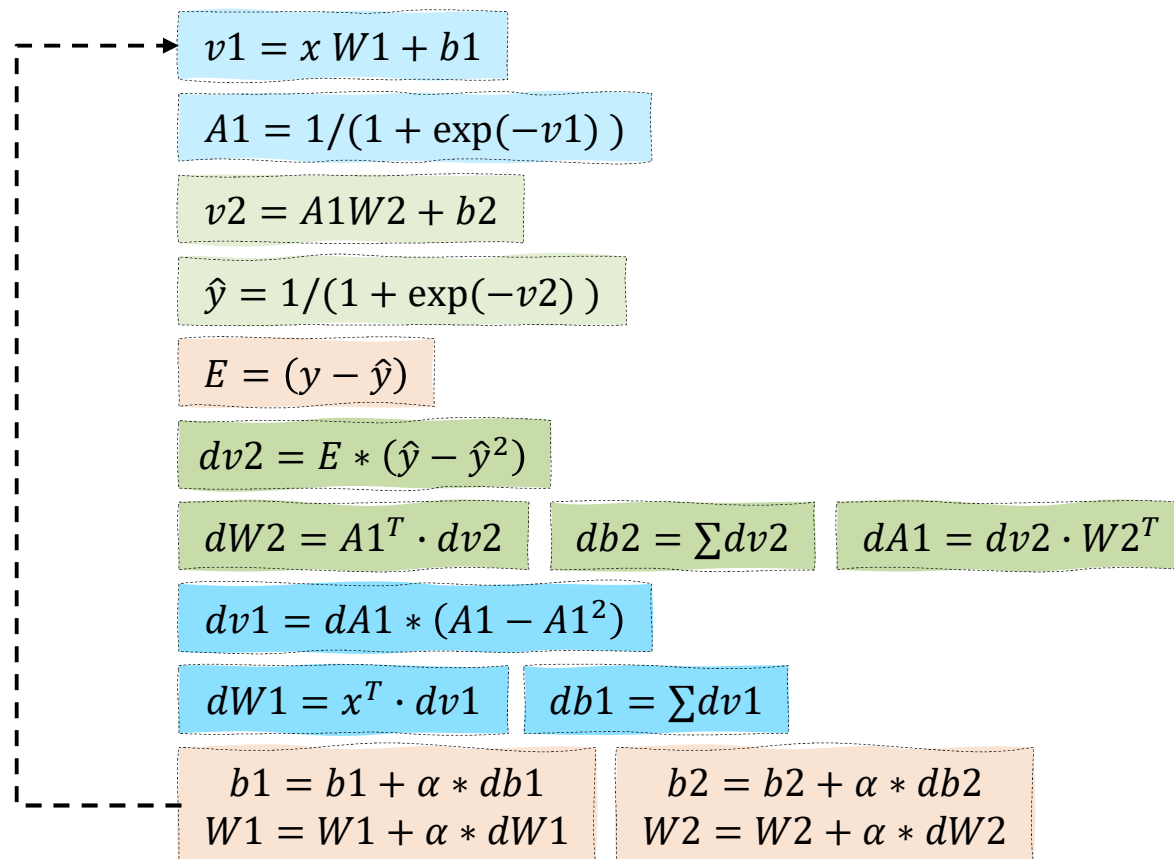 v1 = x W1 + b1
A1 = 1/(1 + exp(−v1) )
v2 = A1W2 + b2
ŷ = 1/(1 + exp(−v2) )
E = (y − ŷ)
dv2 = E ∗ (ŷ − ŷ²)
dW2 = A1ᵀ · dv2
db2 = ∑dv2
dA1 = dv2 · W2ᵀ
dv1 = dA1 ∗ (A1 − A1²)
dW1 = xᵀ · dv1
db1 = ∑dv1
b1 = b1 + α ∗ db1
W1 = W1 + α ∗ dW1
b2 = b2 + α ∗ db2
W2 = W2 + α ∗ dW2